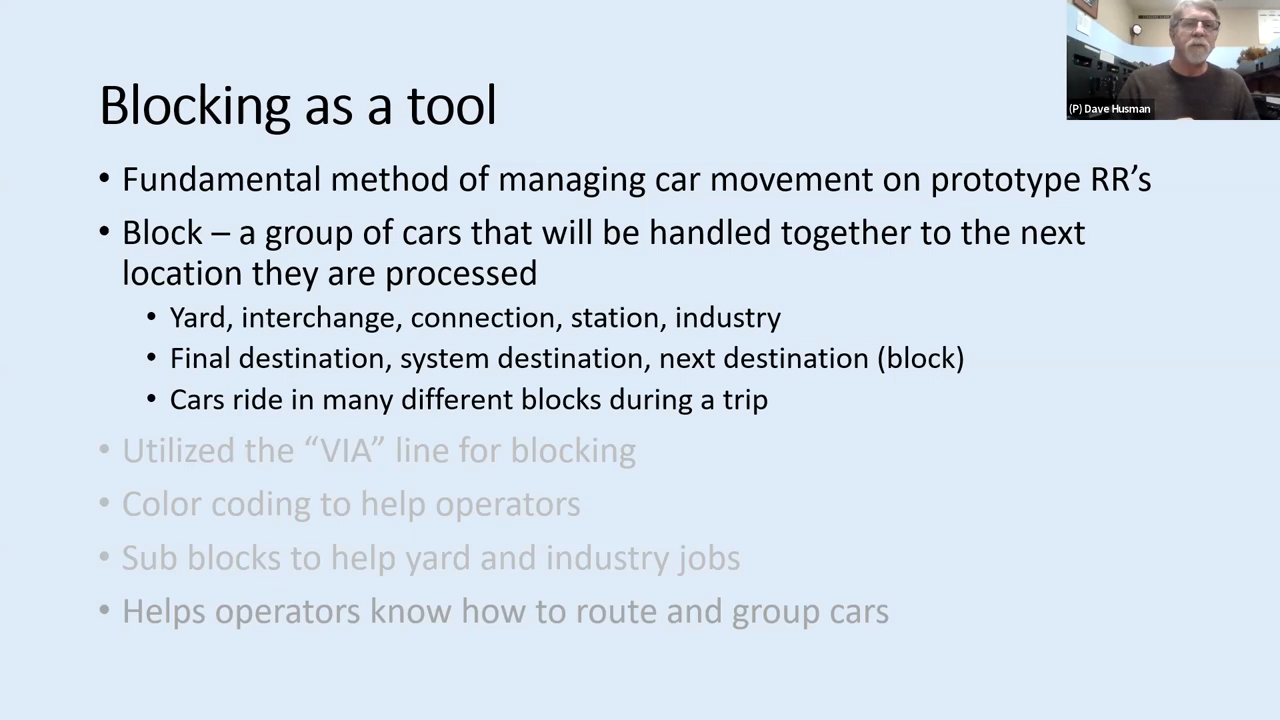 (P) Dave Husman
Blocking as a tool
• Fundamental method of managing car movement on prototype RR’s
• Block – a group of cars that will be handled together to the next
location they are processed
• Yard, interchange, connection, station, industry
• Final destination, system destination, next destination (block)
• Cars ride in many different blocks during a trip
• Utilized the “VIA” line for blocking
• Color coding to help operators
• Sub blocks to help yard and industry jobs
• Helps operators know how to route and group cars